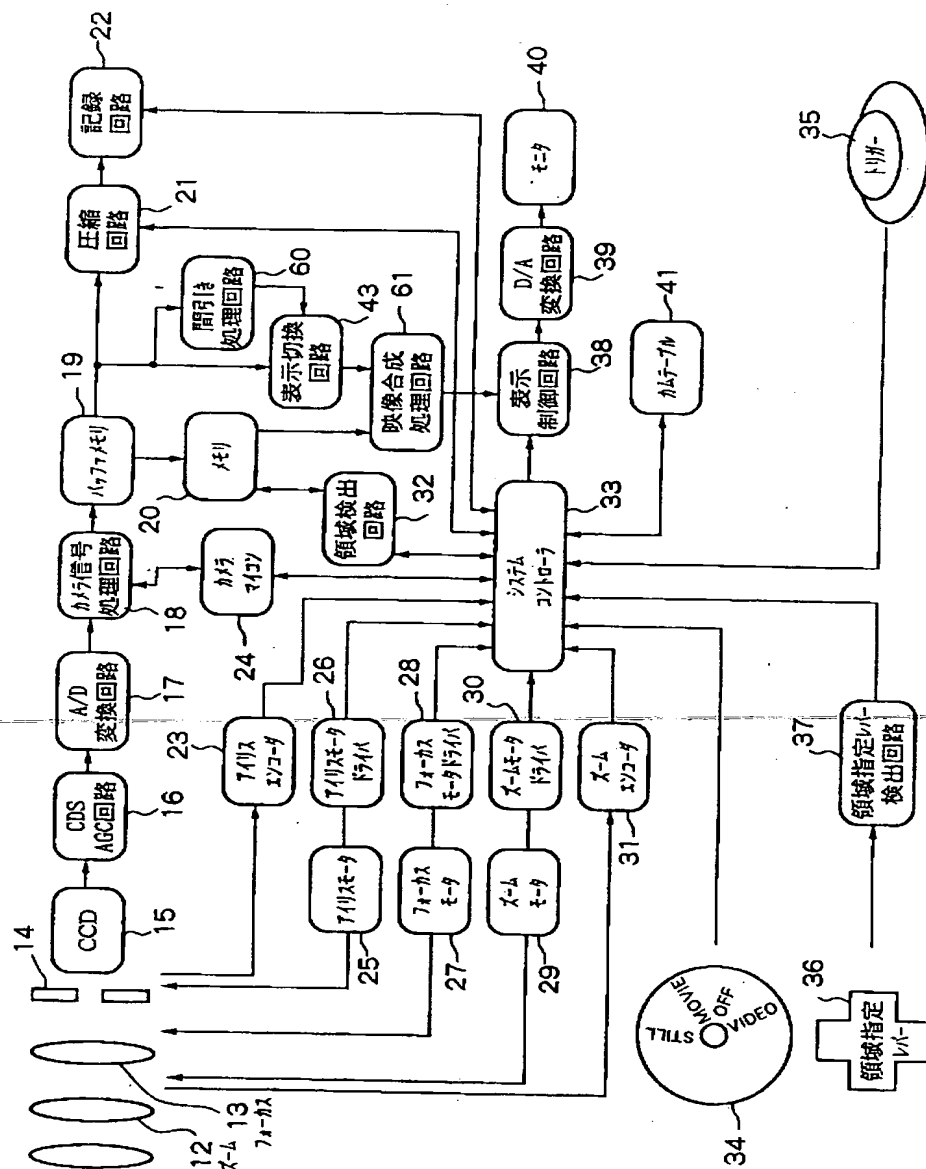 22
記録
回路
21
圧縮
回路
60
間引き
処理回路
43
表示切換
回路
61
映像合成
処理回路
40
モニタ
39
D/A
変換回路
38
表示
制御回路
41
カムテーブル
35
トリガー
19
バッファメモリ
20
メモリ
32
領域検出
回路
33
システム
コントローラ
18
カメラ信号
処理回路
24
カメラ
マイコン
17
A/D
変換回路
16
CDS
AGC回路
15
CCD
14
23
アイリス
エンコーダ
26
アイリスモータ
ドライバ
28
フォーカス
モータドライバ
30
ズームモータ
ドライバ
31
ズーム
エンコーダ
25
アイリスモータ
27
フォーカス
モータ
29
ズーム
モータ
37
領域指定レバー
検出回路
36
領域指定
レバー
34
STILL
MOVIE
OFF
VIDEO
12
ズーム
13
フォーカス